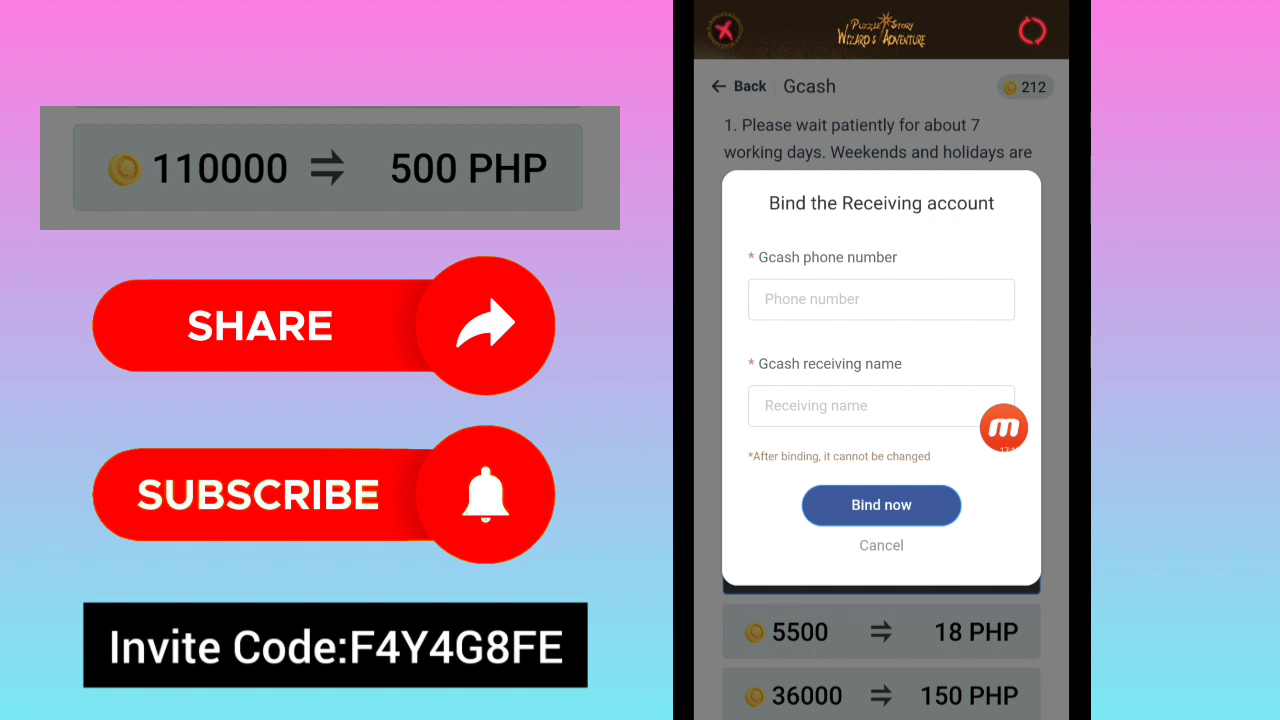 110000 500 PHP
SHARE
SUBSCRIBE
Invite Code:F4Y4G8FE
PUZZLE STORY
WIZARD'S ADVENTURE
Back Gcash 212
1. Please wait patiently for about 7
working days. Weekends and holidays are
Bind the Receiving account
* Gcash phone number
Phone number
* Gcash receiving name
Receiving name
m
*After binding, it cannot be changed
Bind now
Cancel
5500 18 PHP
36000 150 PHP